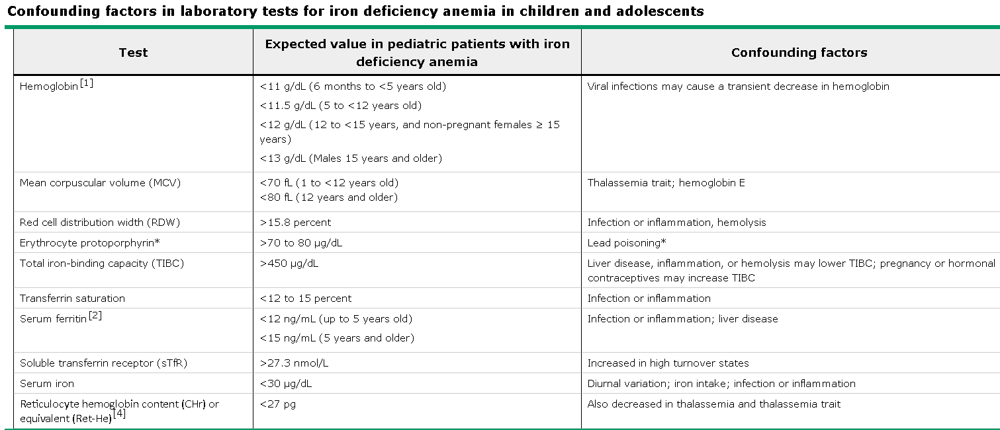 Confounding factors in laboratory tests for iron deficiency anemia in children and adolescents
Test
Expected value in pediatric patients with iron
deficiency anemia
Confounding factors
Hemoglobin[1]
<11 g/dL (6 months to <5 years old)
<11.5 g/dL (5 to <12 years old)
<12 g/dL (12 to <15 years, and non-pregnant females ≥ 15
years)
<13 g/dL (Males 15 years and older)
Viral infections may cause a transient decrease in hemoglobin
Mean corpuscular volume (MCV)
<70 fL (1 to <12 years old)
<80 fL (12 years and older)
Thalassemia trait; hemoglobin E
Red cell distribution width (RDW)
>15.8 percent
Infection or inflammation, hemolysis
Erythrocyte protoporphyrin*
>70 to 80 µg/dL
Lead poisoning*
Total iron-binding capacity (TIBC)
>450 µg/dL
Liver disease, inflammation, or hemolysis may lower TIBC; pregnancy or hormonal
contraceptives may increase TIBC
Transferrin saturation
<12 to 15 percent
Infection or inflammation
Serum ferritin[2]
<12 ng/mL (up to 5 years old)
<15 ng/mL (5 years and older)
Infection or inflammation; liver disease
Soluble transferrin receptor (sTfR)
>27.3 nmol/L
Increased in high turnover states
Serum iron
<30 µg/dL
Diurnal variation; iron intake; infection or inflammation
Reticulocyte hemoglobin content (CHr) or
equivalent (Ret-He)[4]
<27 pg
Also decreased in thalassemia and thalassemia trait